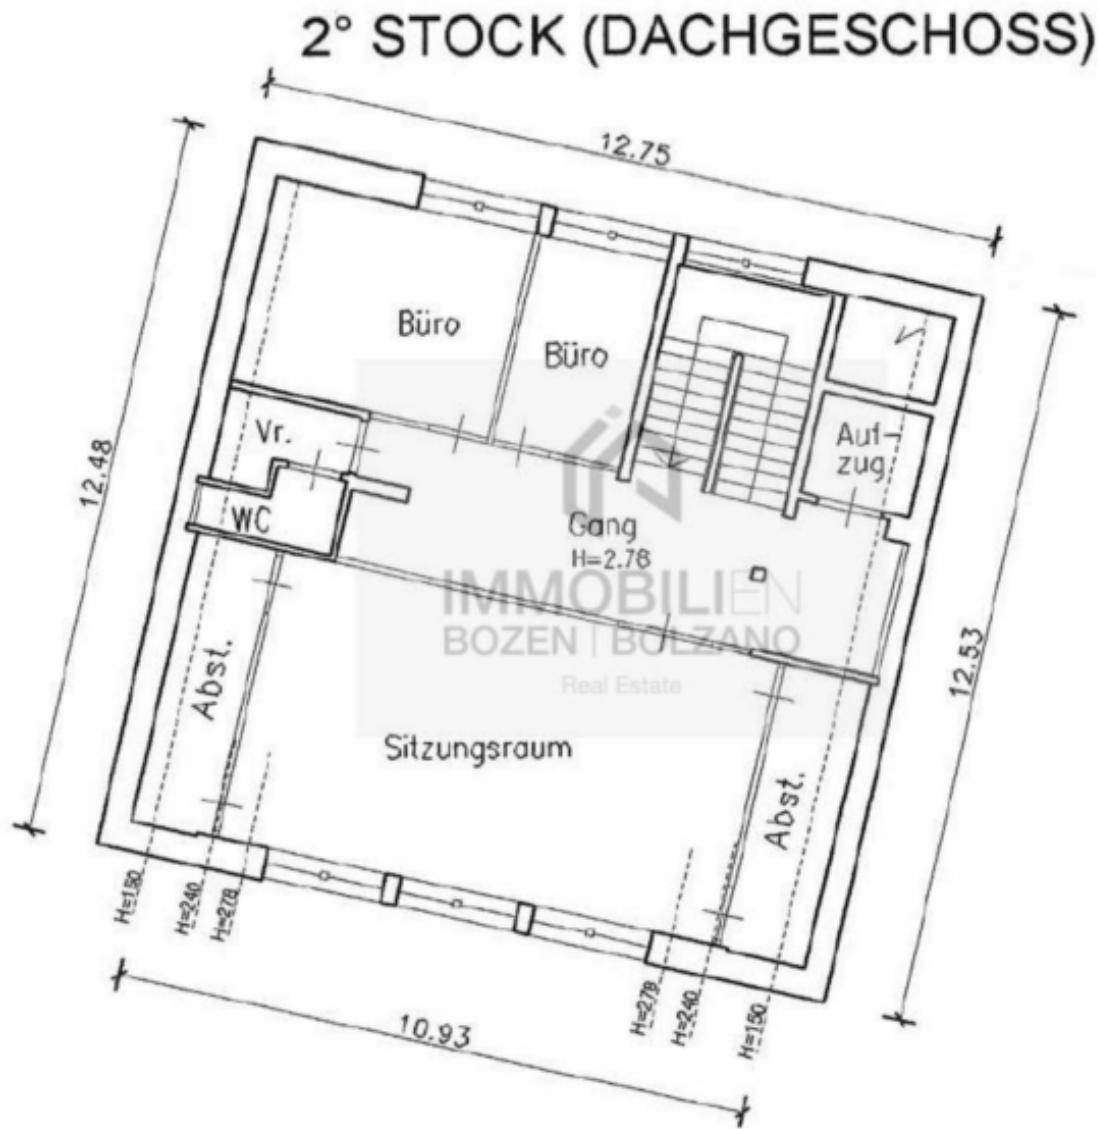 2° STOCK (DACHGESCHOSS)
12.75
Büro
Büro
12.48
Vr.
Auf-
zug
WC
Gang
H=2.78
IMMOBILIEN
BOZEN | BOLZANO
Real Estate
12.53
Abst.
Sitzungsraum
Abst.
H=150
H=240
H=278
H=278
H=240
H=150
10.93